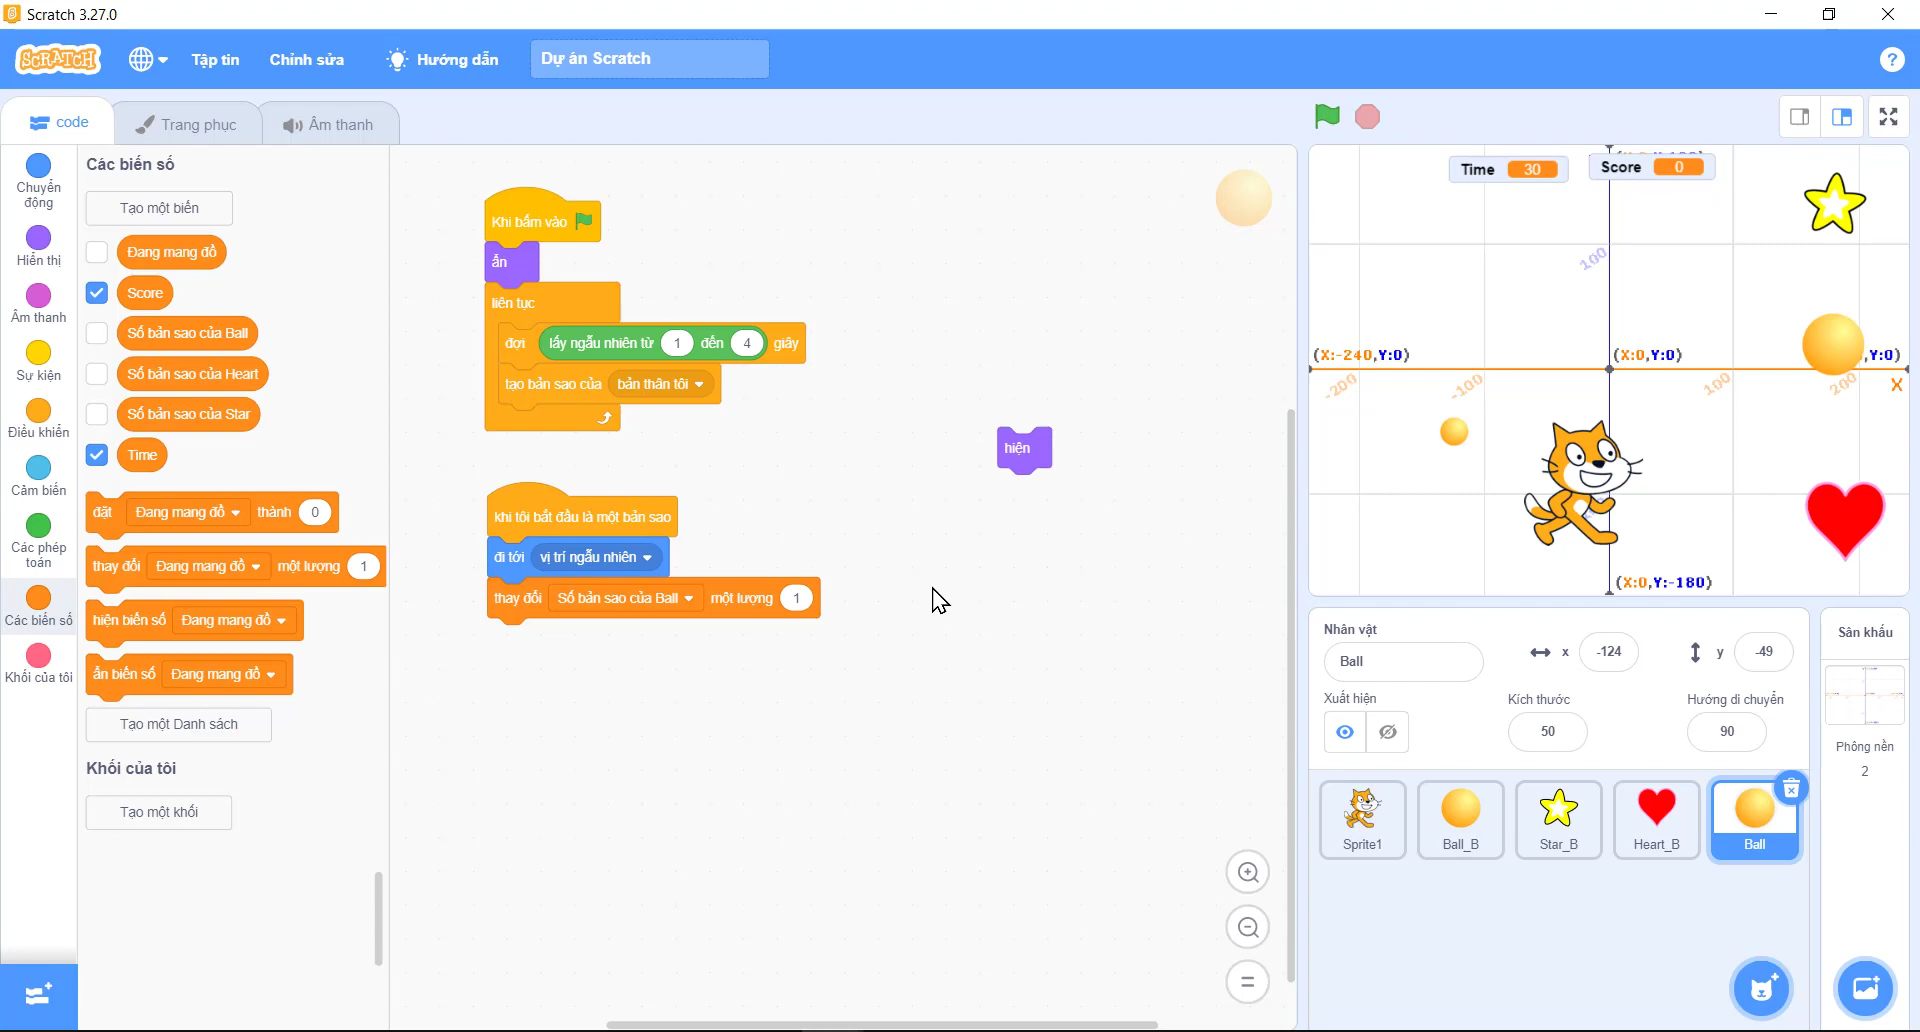 Scratch 3.27.0
SCRATCH
Tập tin
Chỉnh sửa
Hướng dẫn
Dự án Scratch
?
code
Trang phục
Âm thanh
Chuyển động
Hiển thị
Âm thanh
Sự kiện
Điều khiển
Cảm biến
Các phép toán
Các biến số
Khối của tôi
Các biến số
Tạo một biến
Đang mang đồ
Score
Số bản sao của Ball
Số bản sao của Heart
Số bản sao của Star
Time
đặt Đang mang đồ thành 0
thay đổi Đang mang đồ một lượng 1
hiện biến số Đang mang đồ
ẩn biến số Đang mang đồ
Tạo một Danh sách
Khối của tôi
Tạo một khối
Khi bấm vào
ẩn
liên tục
đợi lấy ngẫu nhiên từ 1 đến 4 giây
tạo bản sao của bản thân tôi
hiện
khi tôi bắt đầu là một bản sao
đi tới vị trí ngẫu nhiên
thay đổi Số bản sao của Ball một lượng 1
Time 30
Score 0
100
(X:-240,Y:0)
(X:0,Y:0)
,Y:0)
-200
-100
100
200
X
(X:0,Y:-180)
Nhân vật
Ball
x -124
y -49
Xuất hiện
Kích thước
50
Hướng di chuyển
90
Sprite1
Ball_B
Star_B
Heart_B
Ball
Sân khấu
Phông nền
2